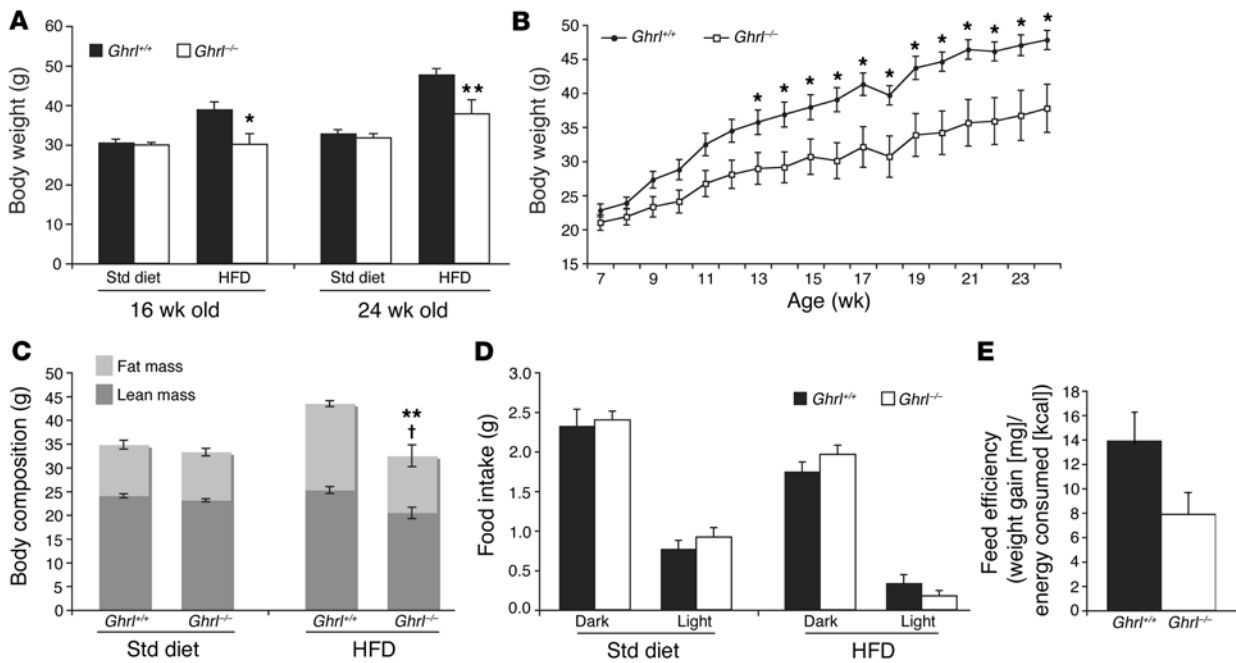 A
Body weight (g)
60
50
40
30
20
10
0
Ghrl+/+ Ghrl−/−
* **
Std diet HFD Std diet HFD
16 wk old 24 wk old
B
Body weight (g)
50
45
40
35
30
25
20
15
Ghrl+/+ Ghrl−/−
* * * * * * * * * * * *
7 9 11 13 15 17 19 21 23
Age (wk)
C
Fat mass
Lean mass
Body composition (g)
50
45
40
35
30
25
20
15
10
5
0
**
†
Ghrl+/+ Ghrl−/− Ghrl+/+ Ghrl−/−
Std diet HFD
D
Food intake (g)
3.0
2.5
2.0
1.5
1.0
0.5
0.0
Ghrl+/+ Ghrl−/−
Dark Light Dark Light
Std diet HFD
E
Feed efficiency
(weight gain [mg]/
energy consumed [kcal])
18
16
14
12
10
8
6
4
2
0
Ghrl+/+ Ghrl−/−